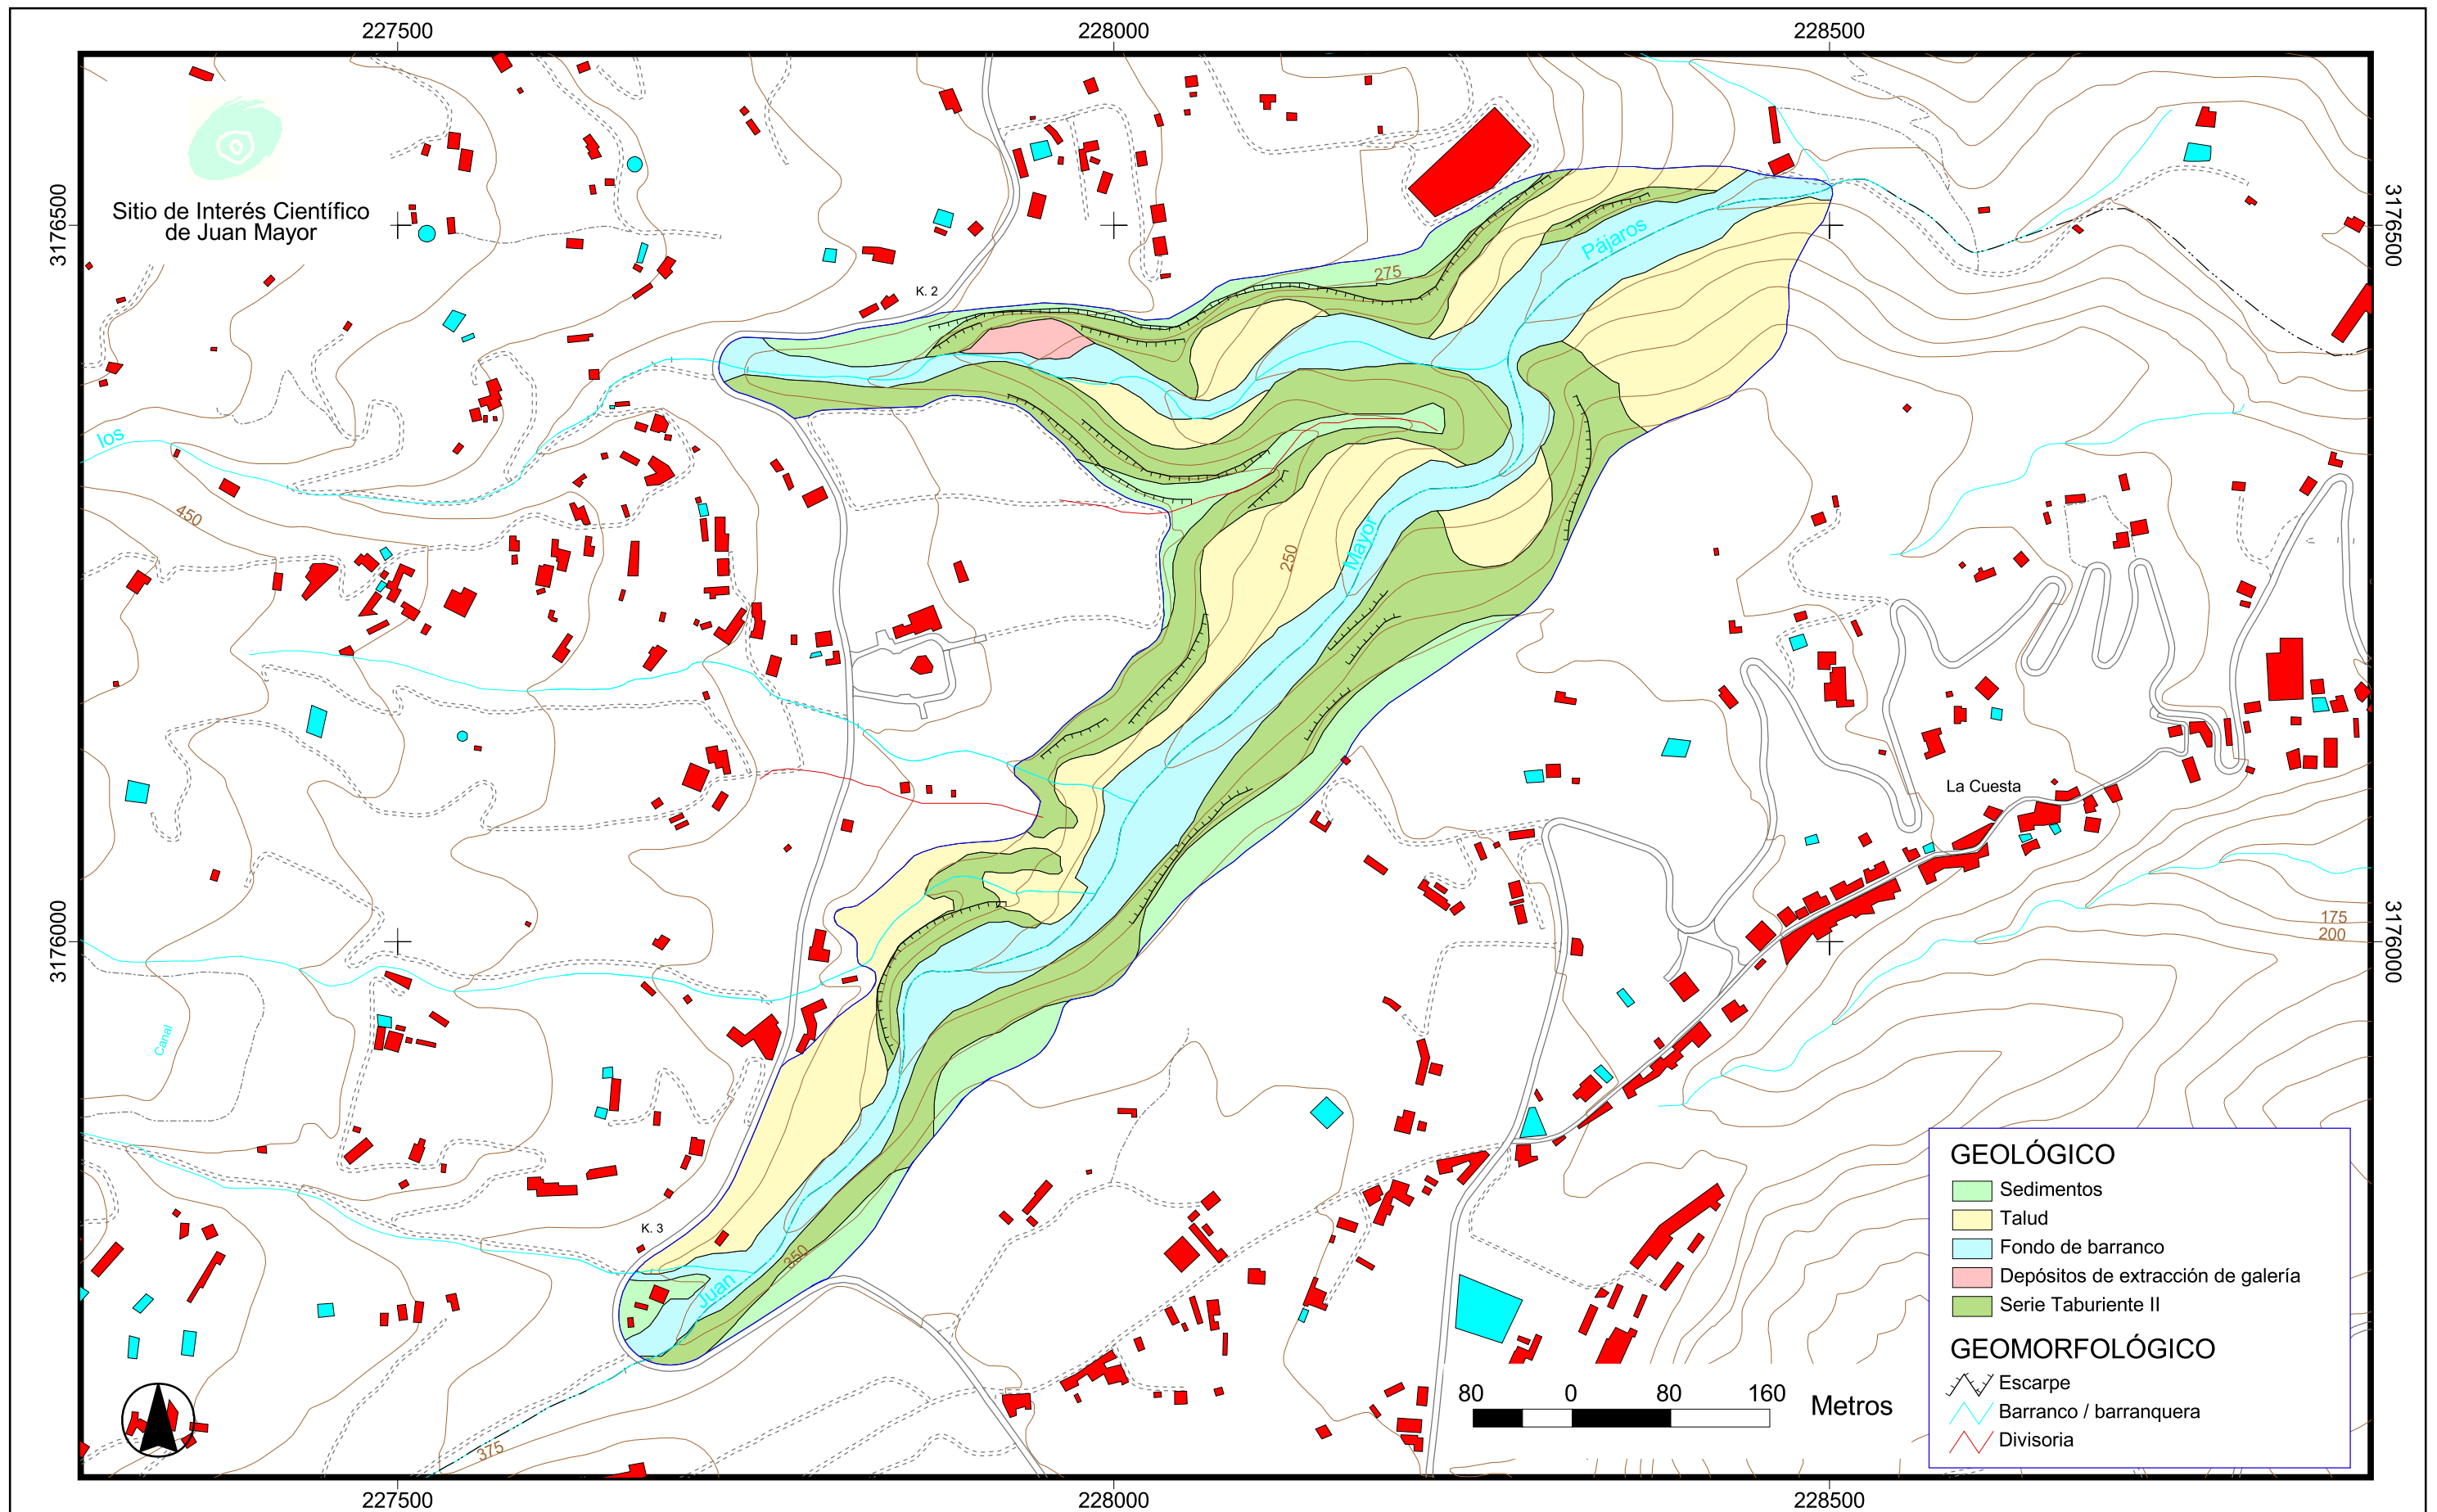 227500
228000
228500
3176500
3176500
Sitio de Interés Científico
de Juan Mayor
Pájaros
275
K. 2
los
450
Mayor
250
La Cuesta
175
200
3176000
3176000
Canal
K. 3
350
Juan
375
80 0 80 160
Metros
GEOLÓGICO
Sedimentos
Talud
Fondo de barranco
Depósitos de extracción de galería
Serie Taburiente II
GEOMORFOLÓGICO
Escarpe
Barranco / barranquera
Divisoria
227500
228000
228500